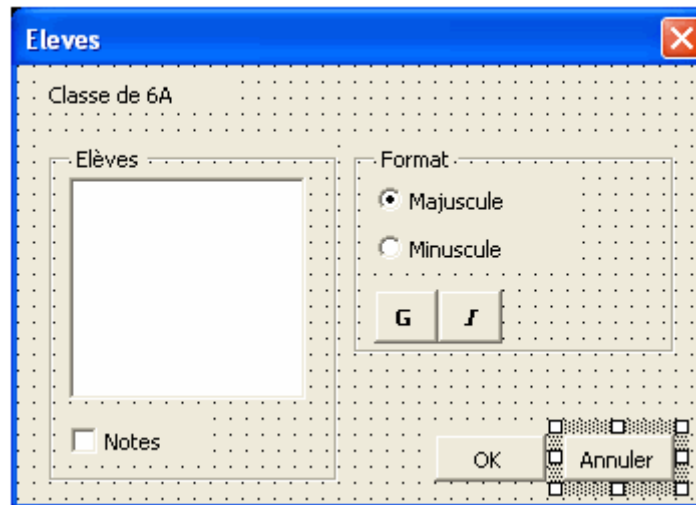 Eleves
Classe de 6A
Elèves
Format
Majuscule
Minuscule
G I
Notes
OK Annuler